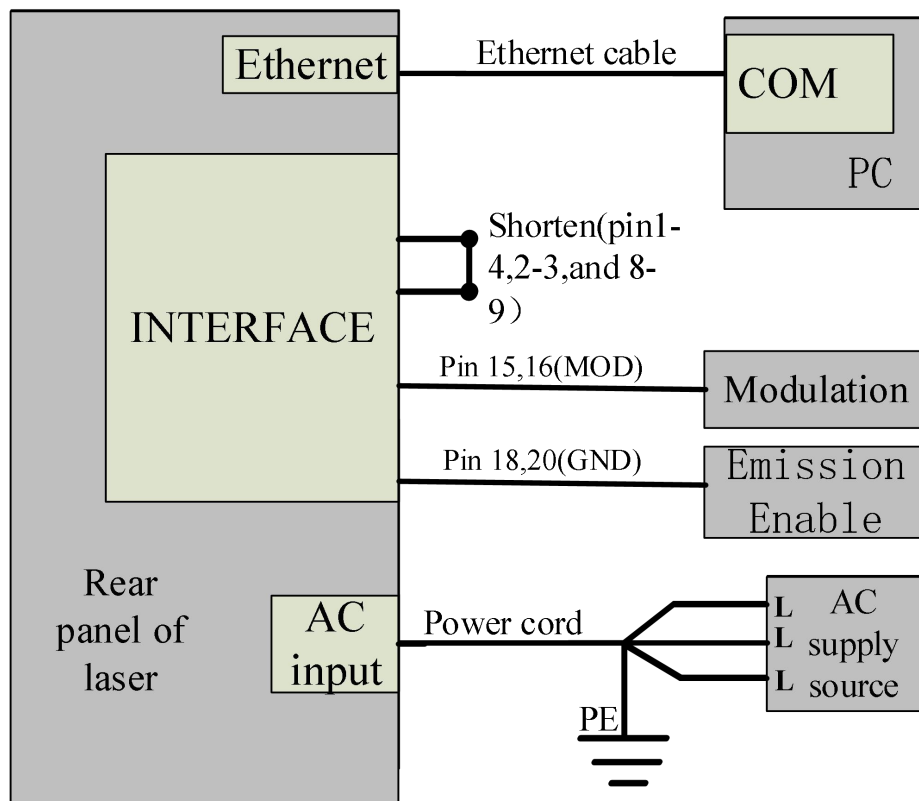 Ethernet
Ethernet cable
COM
PC
Shorten(pin1-
4,2-3,and 8-
9）
INTERFACE
Pin 15,16(MOD)
Modulation
Pin 18,20(GND)
Emission
Enable
Rear
panel of
laser
AC
input
Power cord
PE
L
L
L
AC
supply
source